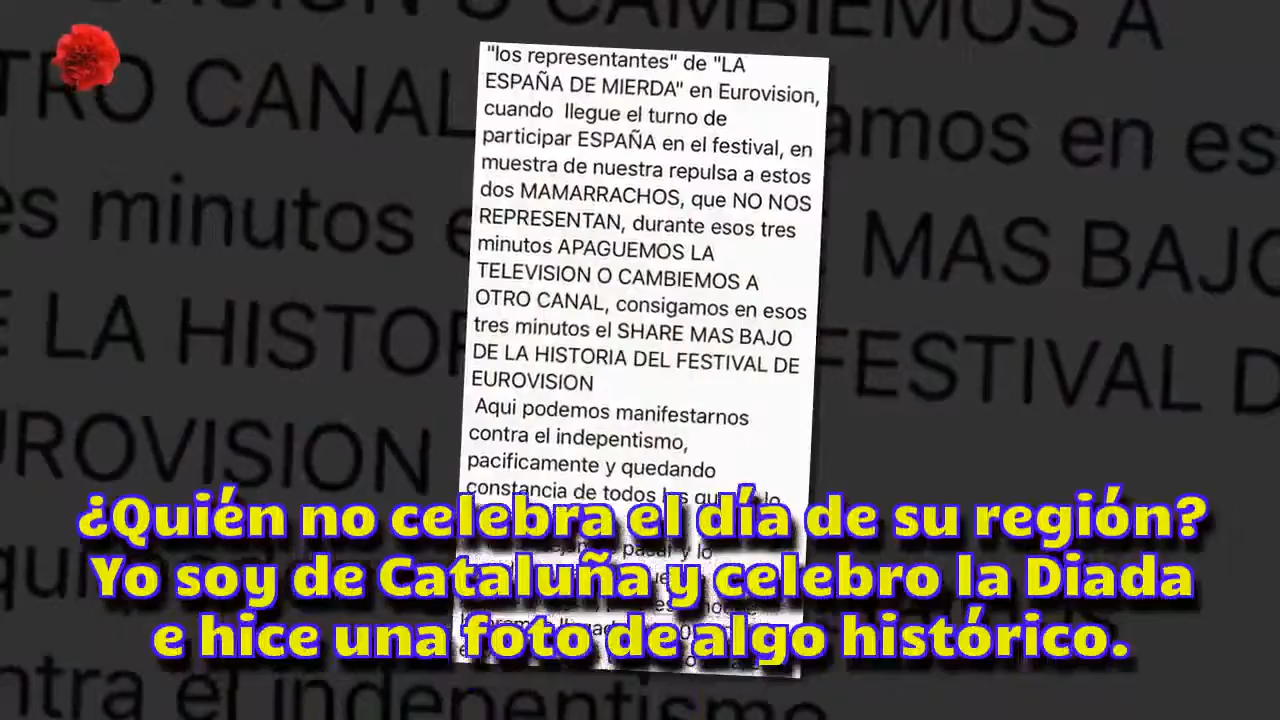 "los representantes" de "LA
ESPAÑA DE MIERDA" en Eurovision,
cuando llegue el turno de
participar ESPAÑA en el festival, en
muestra de nuestra repulsa a estos
dos MAMARRACHOS, que NO NOS
REPRESENTAN, durante esos tres
minutos APAGUEMOS LA
TELEVISION O CAMBIEMOS A
OTRO CANAL, consigamos en esos
tres minutos el SHARE MAS BAJO
DE LA HISTORIA DEL FESTIVAL DE
EUROVISION
Aqui podemos manifestarnos
contra el indepentismo,
pacificamente y quedando
constancia de todos
¿Quién no celebra el día de su región?
Yo soy de Cataluña y celebro la Diada
e hice una foto de algo histórico.